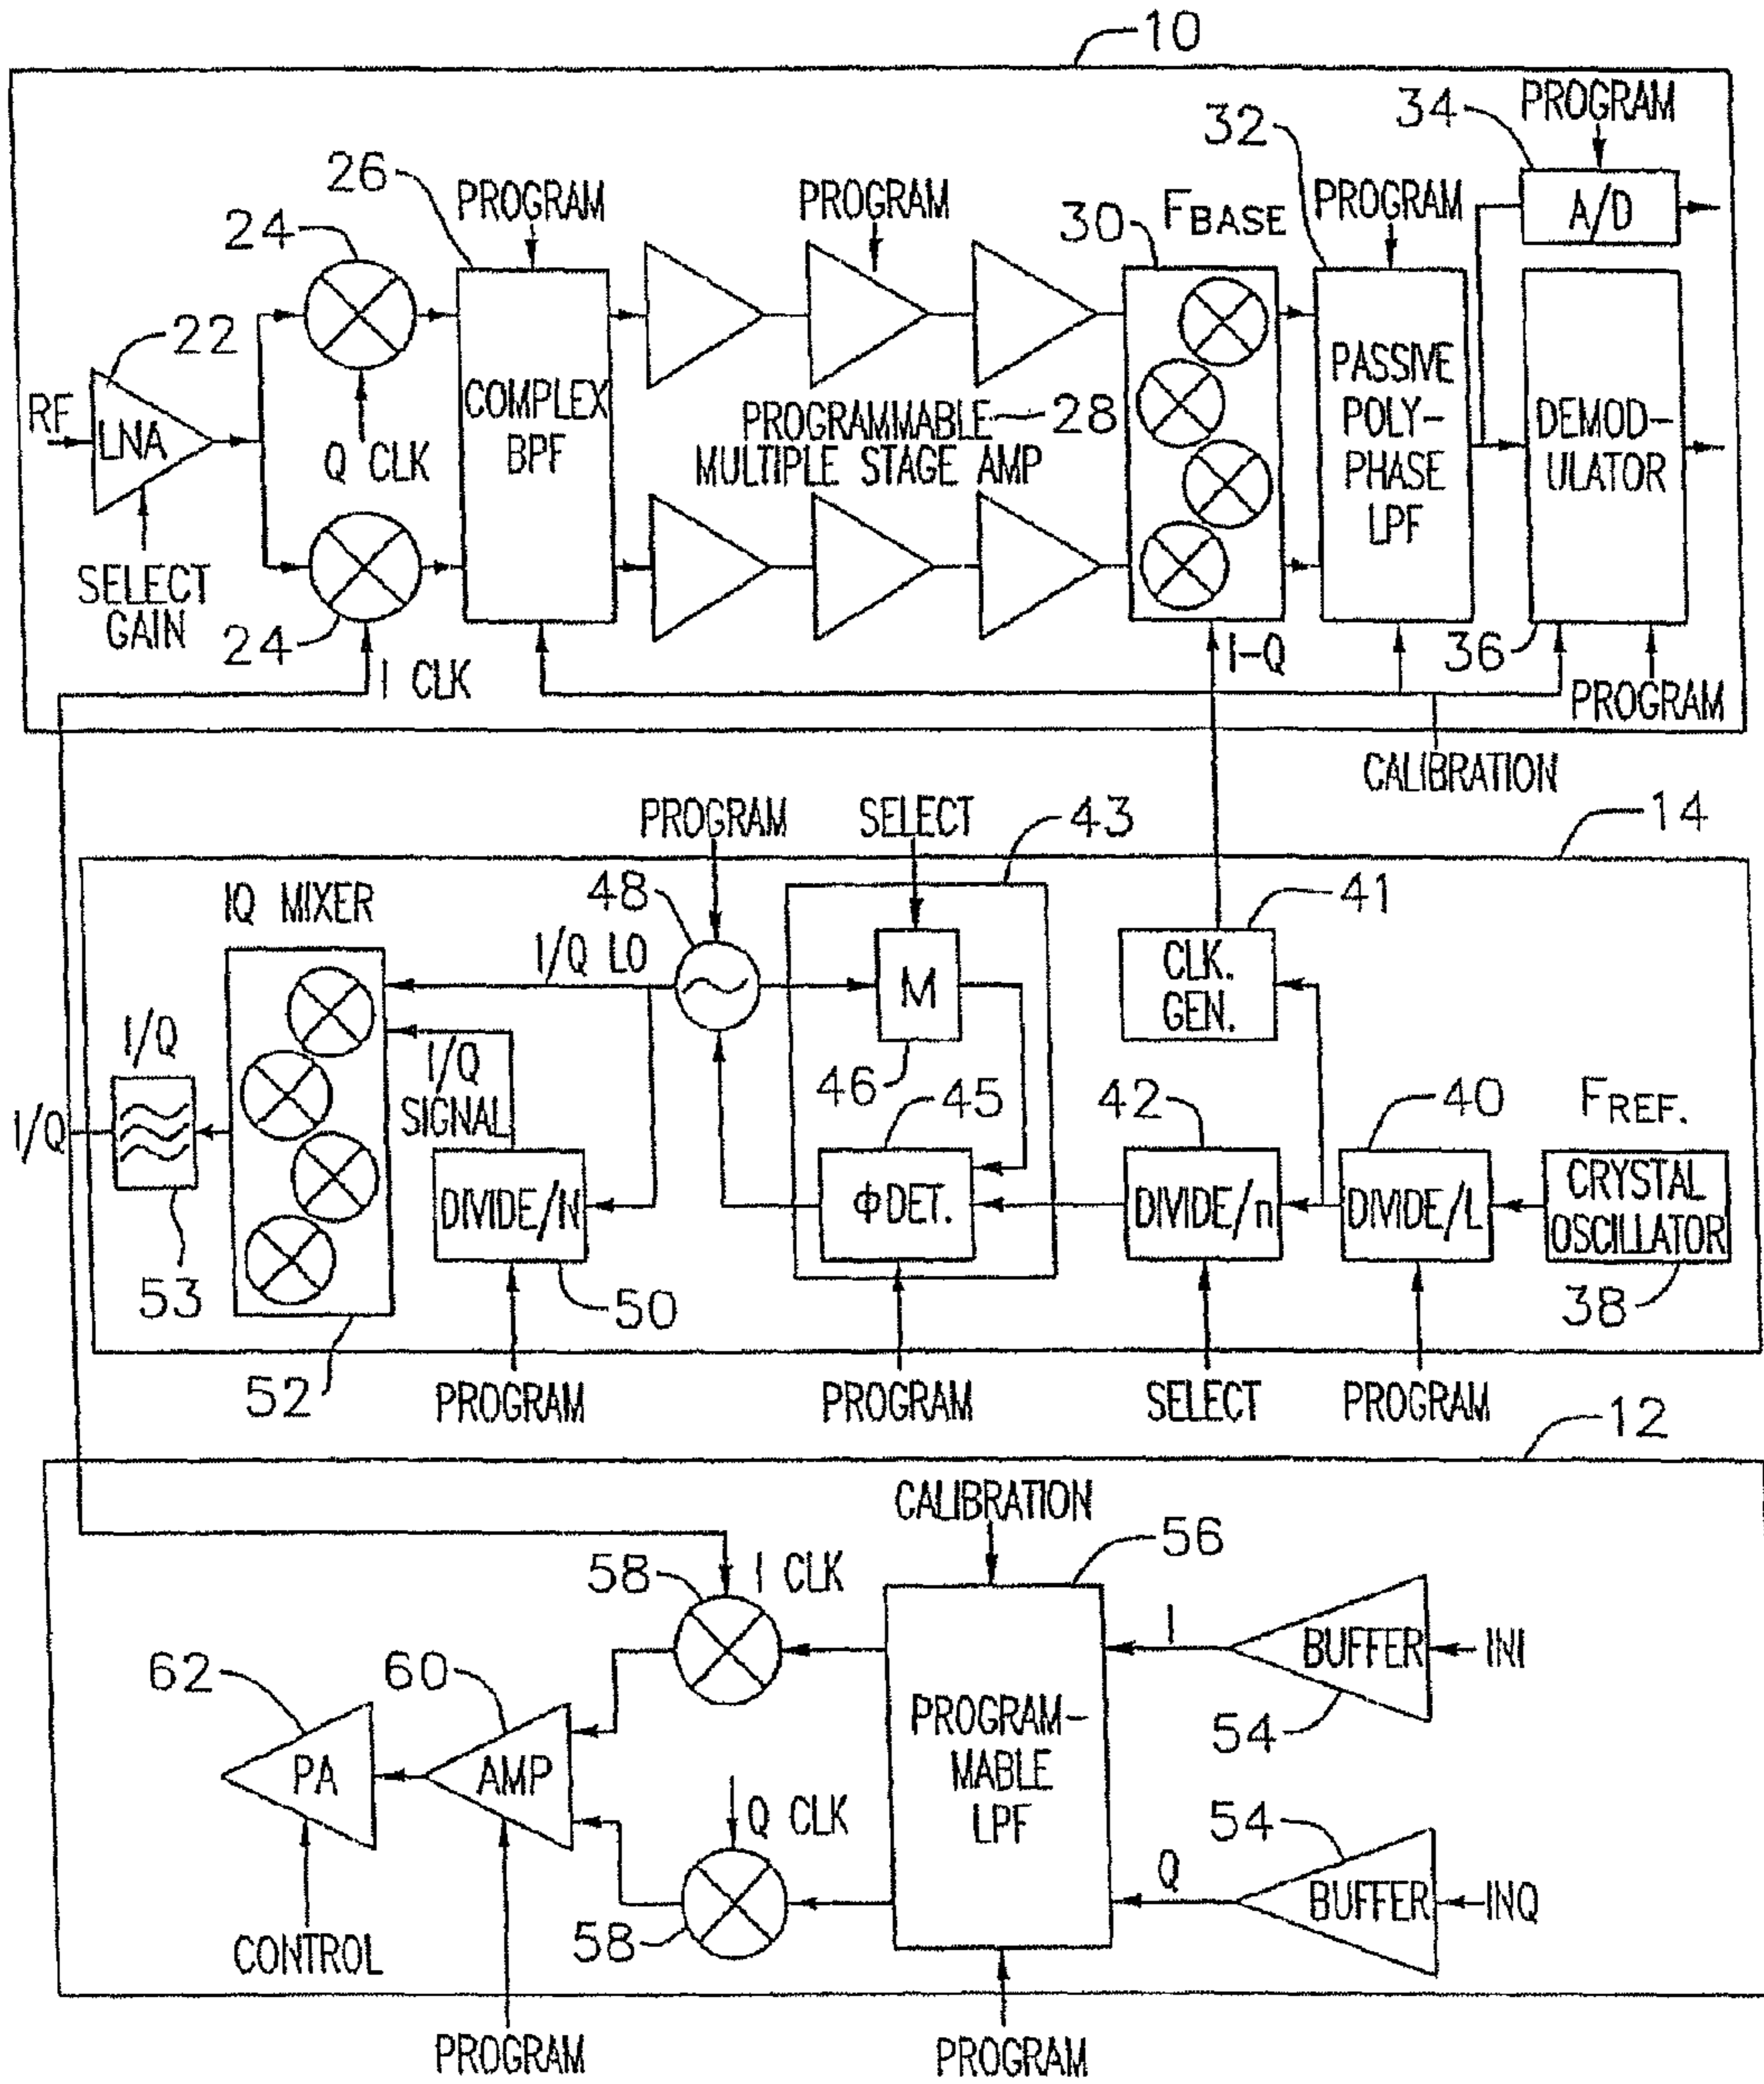 10
PROGRAM
34
32
26
PROGRAM
PROGRAM
30
FBASE
PROGRAM
A/D
24
22
RF
LNA
Q CLK
COMPLEX
BPF
PROGRAMMABLE
28
MULTIPLE STAGE AMP
PASSIVE
POLY-
PHASE
LPF
DEMOD-
ULATOR
SELECT
GAIN
24
I CLK
I-Q
36
PROGRAM
CALIBRATION
PROGRAM
SELECT
43
14
IQ MIXER
48
41
I/Q LO
M
CLK.
GEN.
I/Q
I/Q
SIGNAL
46
45
42
40
FREF.
I/Q
DIVIDE/N
ΦDET.
DIVIDE/n
DIVIDE/L
CRYSTAL
OSCILLATOR
53
50
38
52
PROGRAM
PROGRAM
SELECT
PROGRAM
12
CALIBRATION
56
58
I CLK
I
BUFFER
INI
62
60
54
PA
AMP
PROGRAM-
MABLE
LPF
Q CLK
54
Q
BUFFER
INQ
58
CONTROL
PROGRAM
PROGRAM